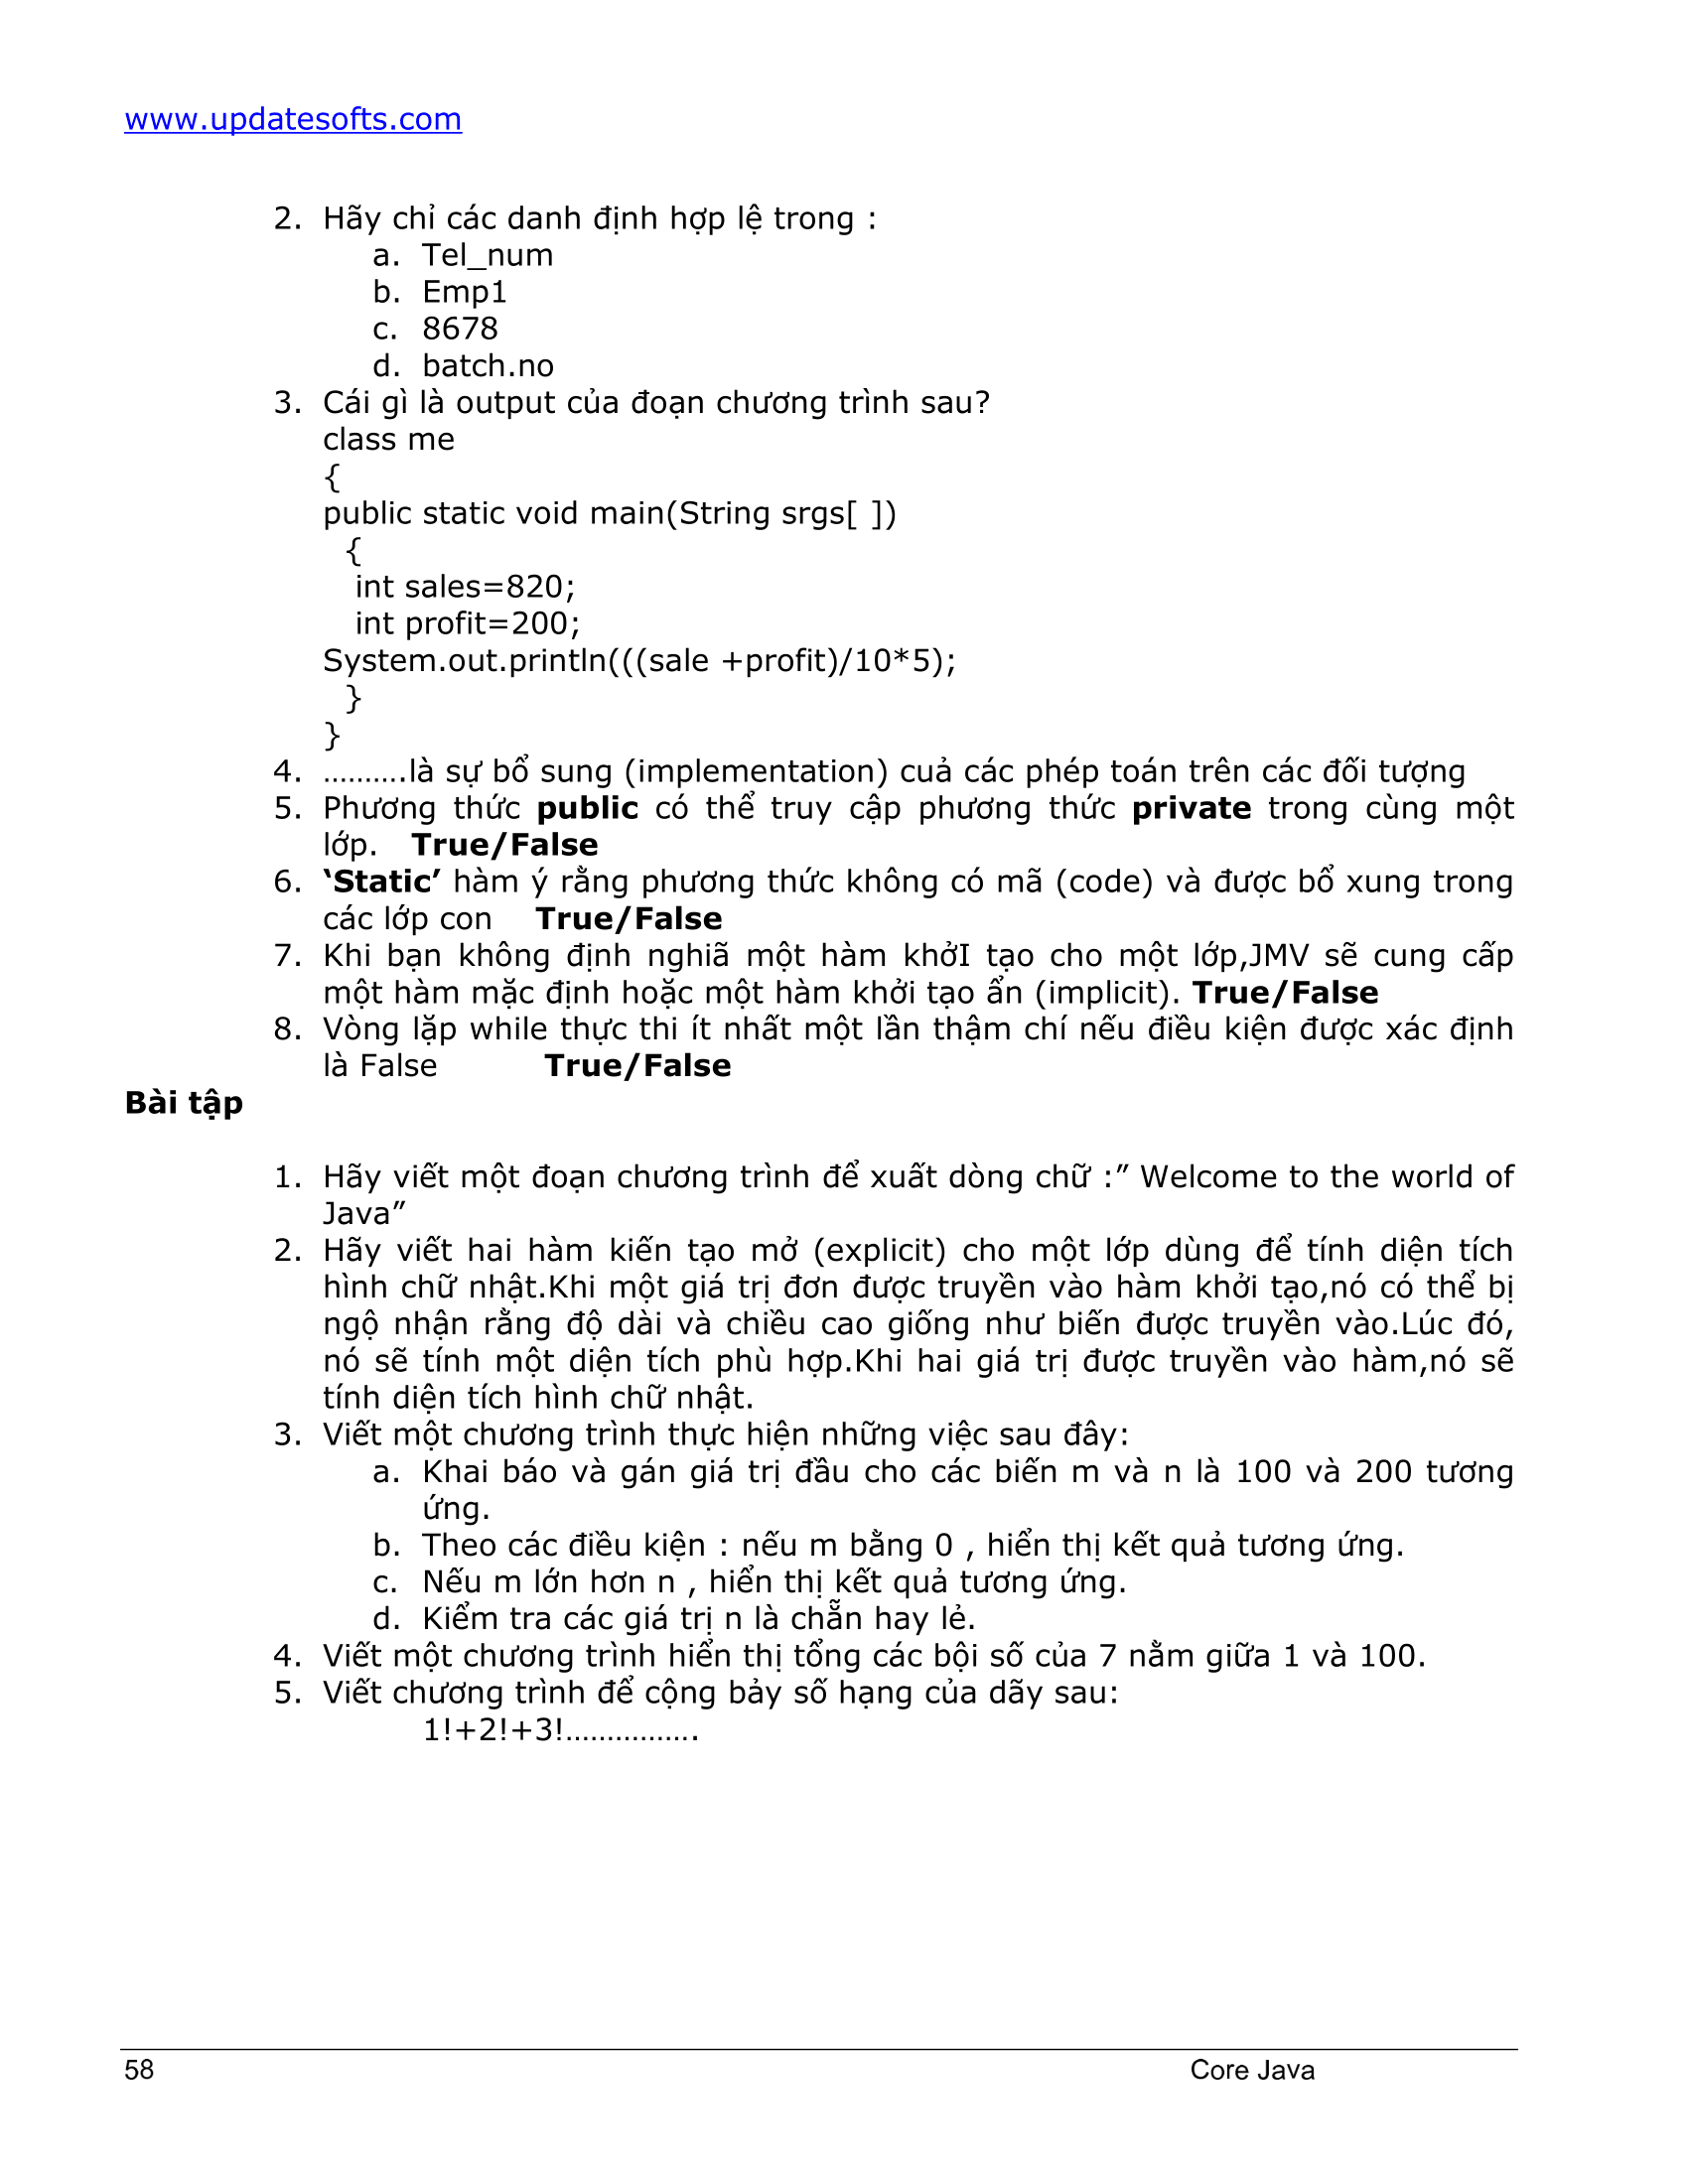 www.updatesofts.com
2. Hãy chỉ các danh định hợp lệ trong :
a. Tel_num
b. Emp1
c. 8678
d. batch.no
3. Cái gì là output của đoạn chương trình sau?
class me
{
public static void main(String srgs[ ])
{
int sales=820;
int profit=200;
System.out.println(((sale +profit)/10*5);
}
}
4. ……….là sự bổ sung (implementation) cuả các phép toán trên các đối tượng
5. Phương thức public có thể truy cập phương thức private trong cùng một
lớp. True/False
6. ‘Static’ hàm ý rằng phương thức không có mã (code) và được bổ xung trong
các lớp con True/False
7. Khi bạn không định nghiã một hàm khởI tạo cho một lớp,JMV sẽ cung cấp
một hàm mặc định hoặc một hàm khởi tạo ẩn (implicit). True/False
8. Vòng lặp while thực thi ít nhất một lần thậm chí nếu điều kiện được xác định
là False True/False
Bài tập
1. Hãy viết một đoạn chương trình để xuất dòng chữ :” Welcome to the world of
Java”
2. Hãy viết hai hàm kiến tạo mở (explicit) cho một lớp dùng để tính diện tích
hình chữ nhật.Khi một giá trị đơn được truyền vào hàm khởi tạo,nó có thể bị
ngộ nhận rằng độ dài và chiều cao giống như biến được truyền vào.Lúc đó,
nó sẽ tính một diện tích phù hợp.Khi hai giá trị được truyền vào hàm,nó sẽ
tính diện tích hình chữ nhật.
3. Viết một chương trình thực hiện những việc sau đây:
a. Khai báo và gán giá trị đầu cho các biến m và n là 100 và 200 tương
ứng.
b. Theo các điều kiện : nếu m bằng 0 , hiển thị kết quả tương ứng.
c. Nếu m lớn hơn n , hiển thị kết quả tương ứng.
d. Kiểm tra các giá trị n là chẵn hay lẻ.
4. Viết một chương trình hiển thị tổng các bội số của 7 nằm giữa 1 và 100.
5. Viết chương trình để cộng bảy số hạng của dãy sau:
1!+2!+3!…………….
58 Core Java